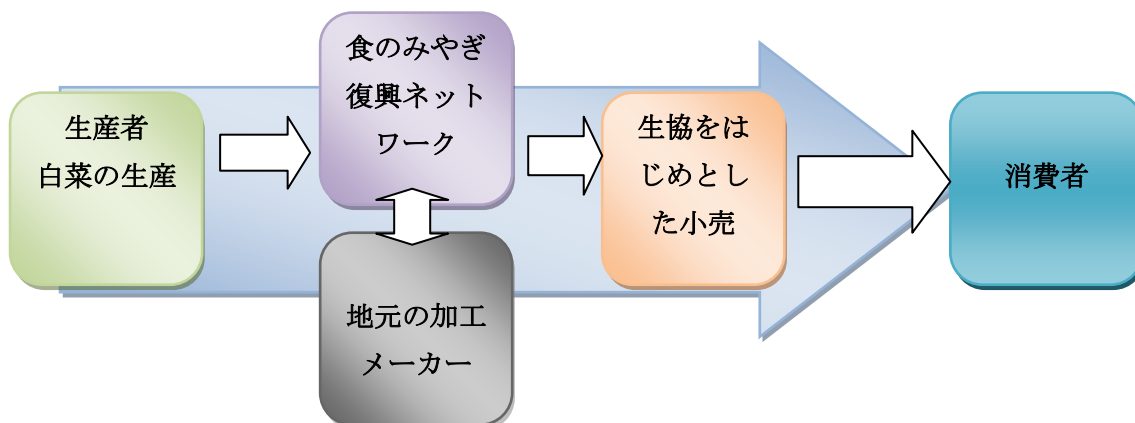 生産者
白菜の生産
食のみやぎ
復興ネット
ワーク
地元の加工
メーカー
生協をは
じめとし
た小売
消費者